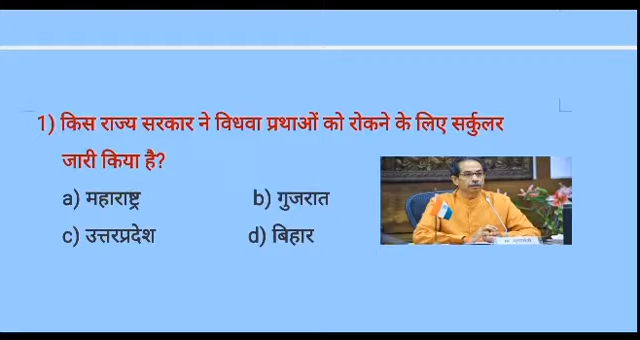 1) किस राज्य सरकार ने विधवा प्रथाओं को रोकने के लिए सर्कुलर
जारी किया है?
a) महाराष्ट्र b) गुजरात
c) उत्तरप्रदेश d) बिहार